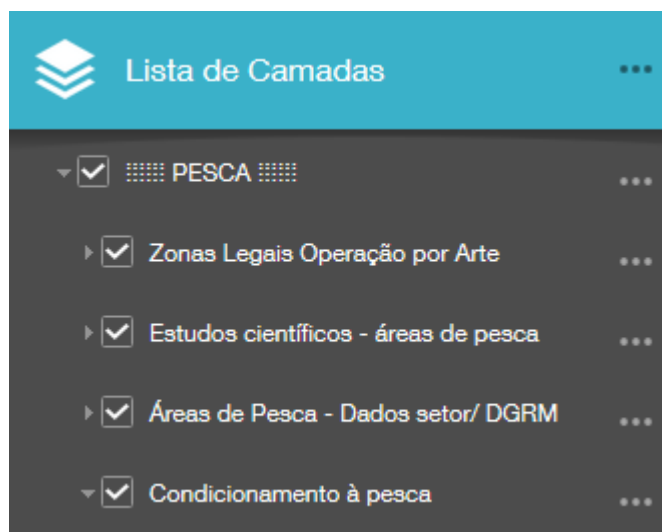 Lista de Camadas
PESCA
Zonas Legais Operação por Arte
Estudos científicos - áreas de pesca
Áreas de Pesca - Dados setor/ DGRM
Condicionamento à pesca